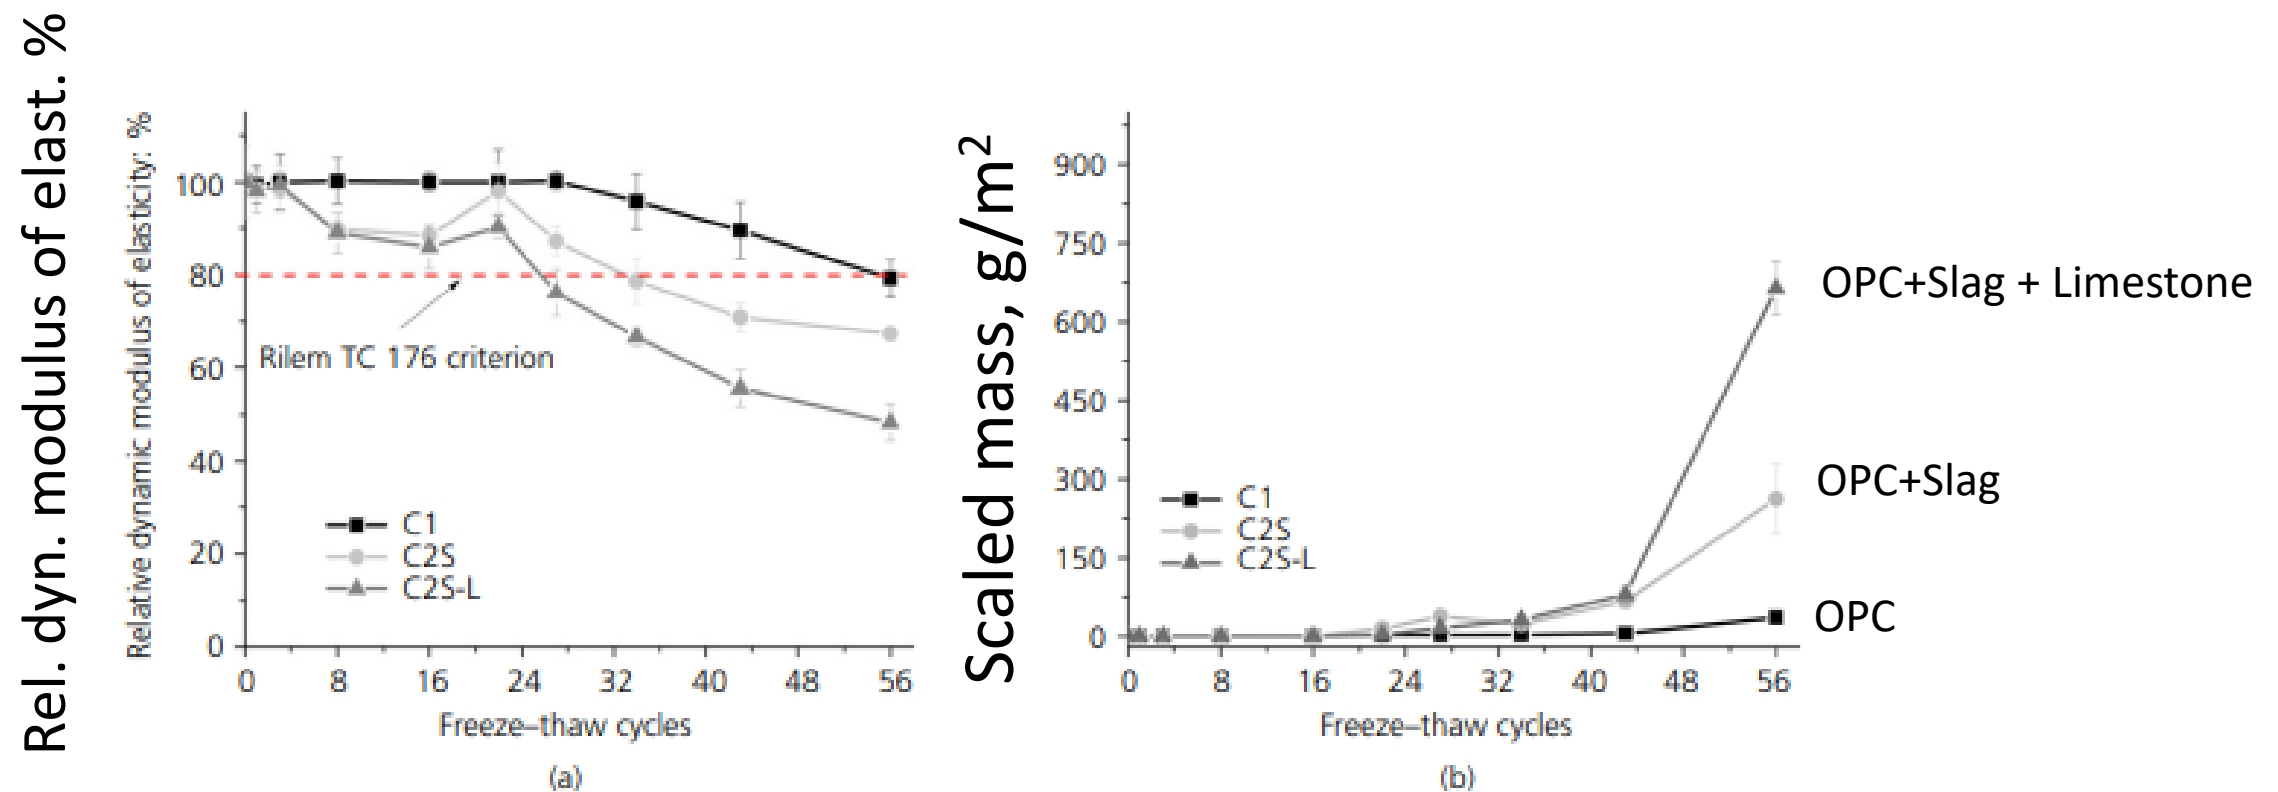 Rel. dyn. modulus of elast. %
Relative dynamic modulus of elasticity: %
100
80
60
40
20
0
Rilem TC 176 criterion
C1
C2S
C2S-L
0 8 16 24 32 40 48 56
Freeze–thaw cycles
(a)
Scaled mass, g/m²
900
750
600
450
300
150
0
C1
C2S
C2S-L
0 8 16 24 32 40 48 56
Freeze–thaw cycles
(b)
OPC+Slag + Limestone
OPC+Slag
OPC